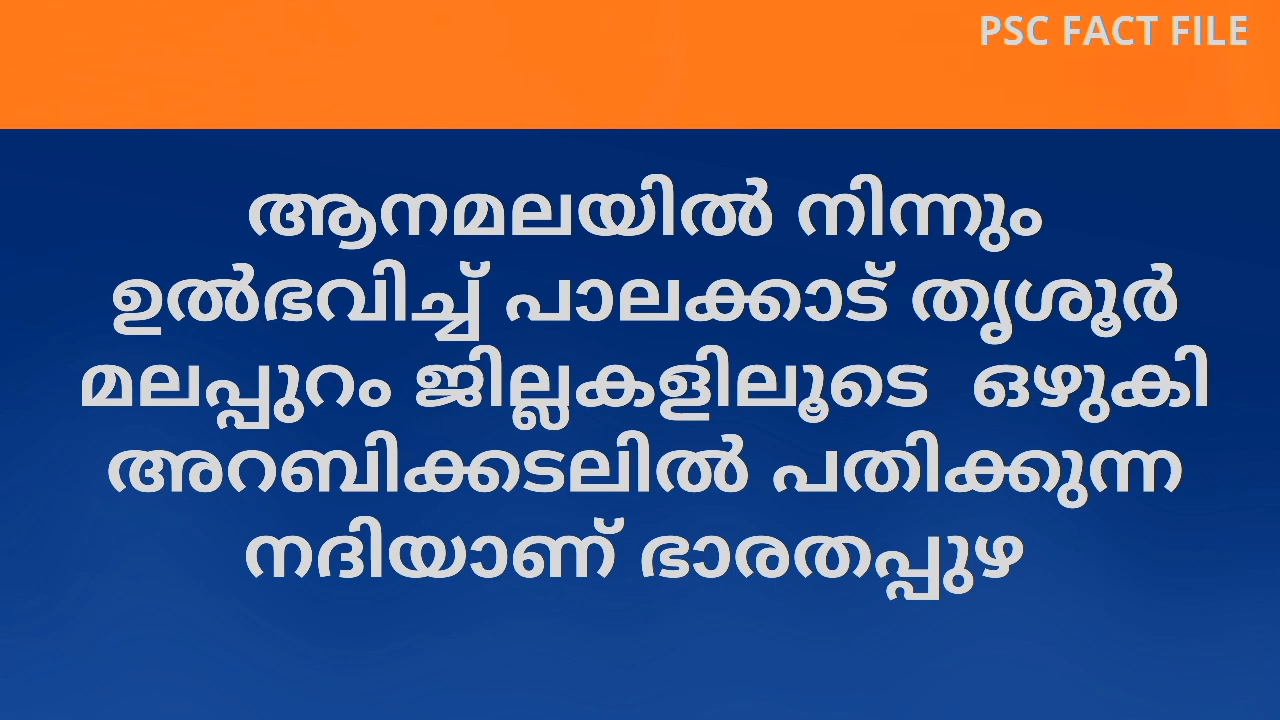 PSC FACT FILE
ആനമലയിൽ നിന്നും
ഉൽഭവിച്ച് പാലക്കാട് തൃശൂർ
മലപ്പുറം ജില്ലകളിലൂടെ ഒഴുകി
അറബിക്കടലിൽ പതിക്കുന്ന
നദിയാണ് ഭാരതപ്പുഴ